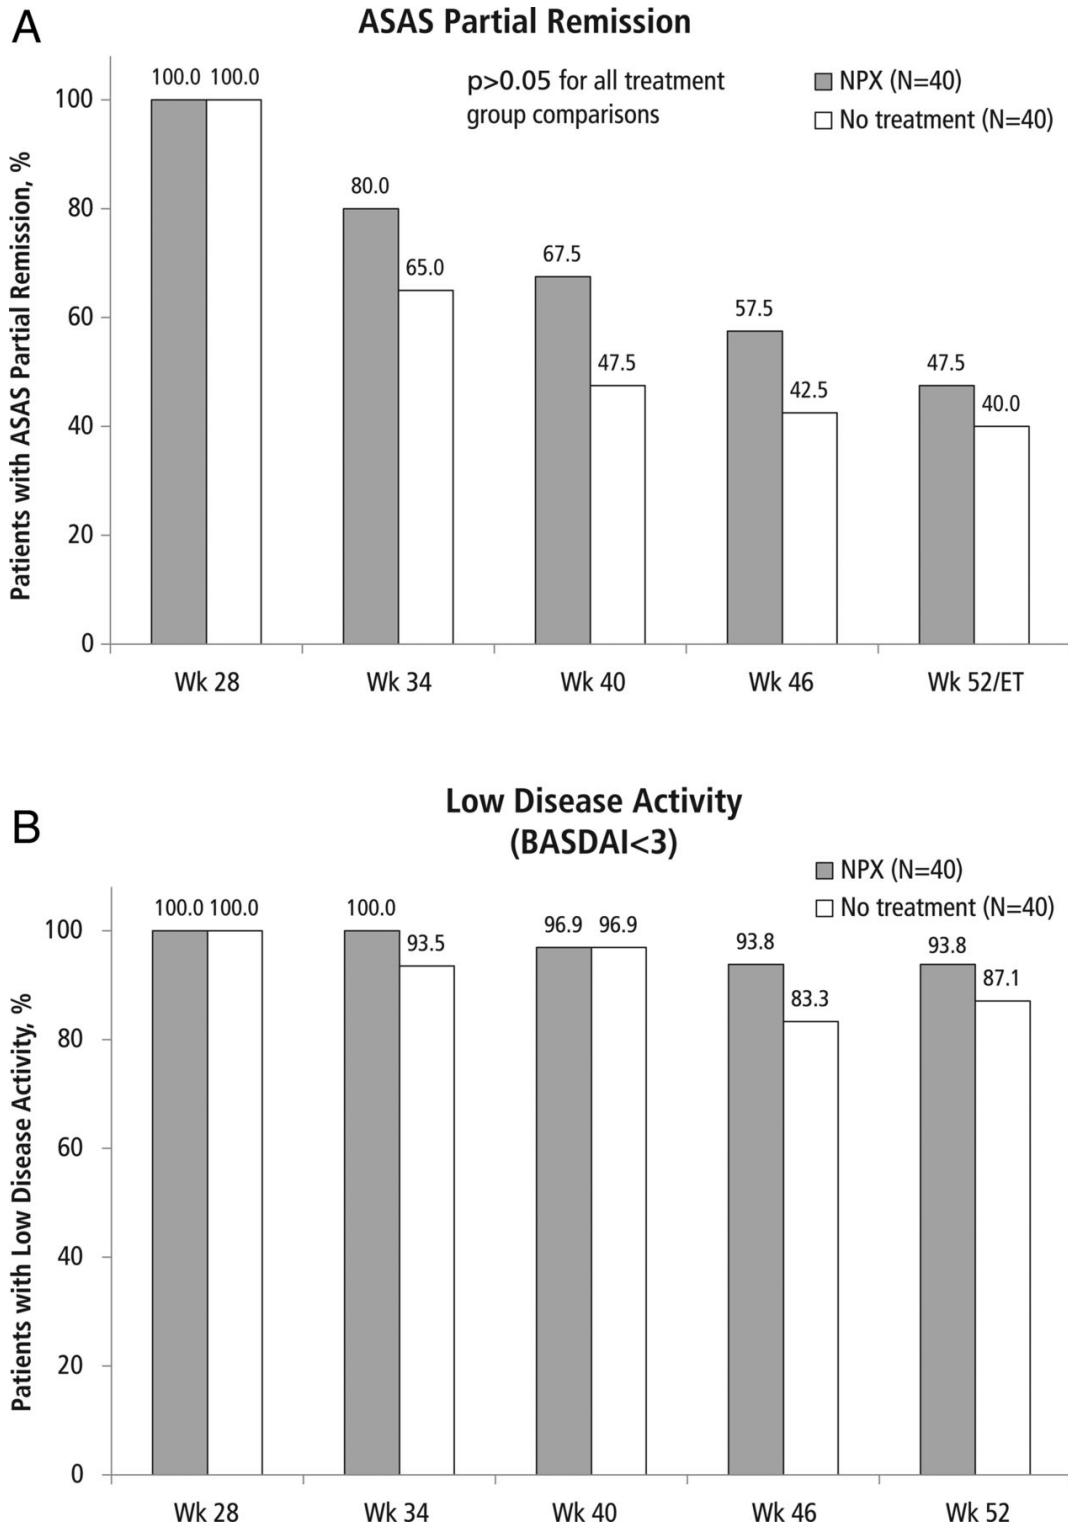 A
ASAS Partial Remission
p>0.05 for all treatment
group comparisons
NPX (N=40)
No treatment (N=40)
Patients with ASAS Partial Remission, %
100
80
60
40
20
0
100.0 100.0
80.0
65.0
67.5
47.5
57.5
42.5
47.5
40.0
Wk 28 Wk 34 Wk 40 Wk 46 Wk 52/ET
B
Low Disease Activity
(BASDAI<3)
NPX (N=40)
No treatment (N=40)
Patients with Low Disease Activity, %
100
80
60
40
20
0
100.0 100.0
100.0
93.5
96.9 96.9
93.8
83.3
93.8
87.1
Wk 28 Wk 34 Wk 40 Wk 46 Wk 52